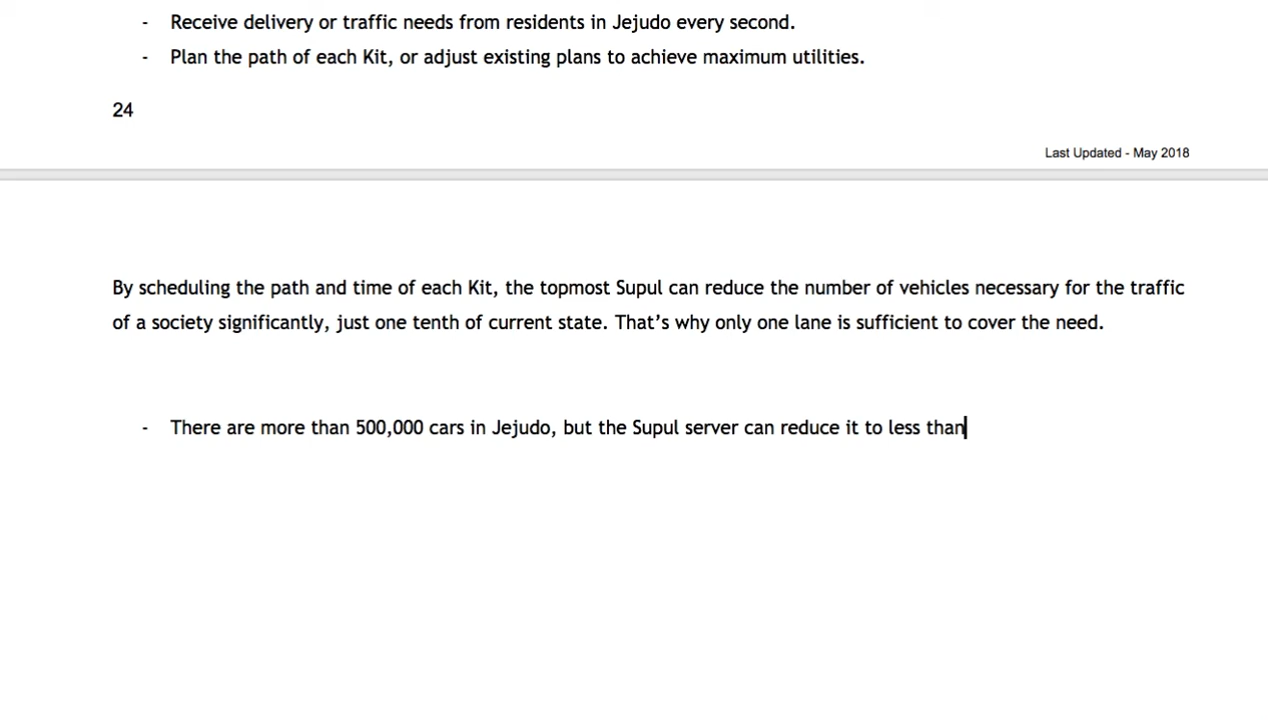 - Receive delivery or traffic needs from residents in Jejudo every second.
- Plan the path of each Kit, or adjust existing plans to achieve maximum utilities.
24
Last Updated - May 2018
By scheduling the path and time of each Kit, the topmost Supul can reduce the number of vehicles necessary for the traffic
of a society significantly, just one tenth of current state. That’s why only one lane is sufficient to cover the need.
- There are more than 500,000 cars in Jejudo, but the Supul server can reduce it to less than